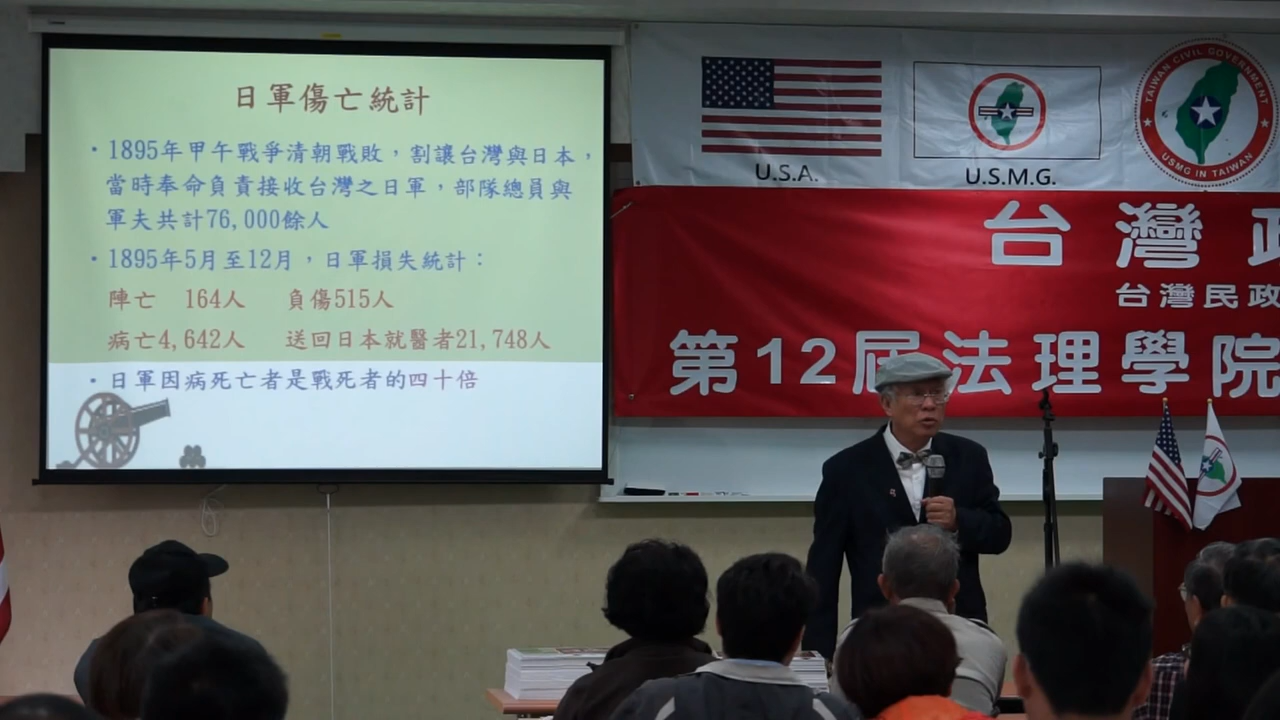 日軍傷亡統計
・1895年甲午戰爭清朝戰敗，割讓台灣與日本，
當時奉命負責接收台灣之日軍，部隊總員與
軍夫共計76,000餘人
・1895年5月至12月，日軍損失統計：
陣亡 164人 負傷515人
病亡4,642人 送回日本就醫者21,748人
・日軍因病死亡者是戰死者的四十倍
U.S.A.
U.S.M.G.
TAIWAN CIVIL GOVERNMENT
USMG IN TAIWAN
台灣政
台灣民政
第12屆法理學院